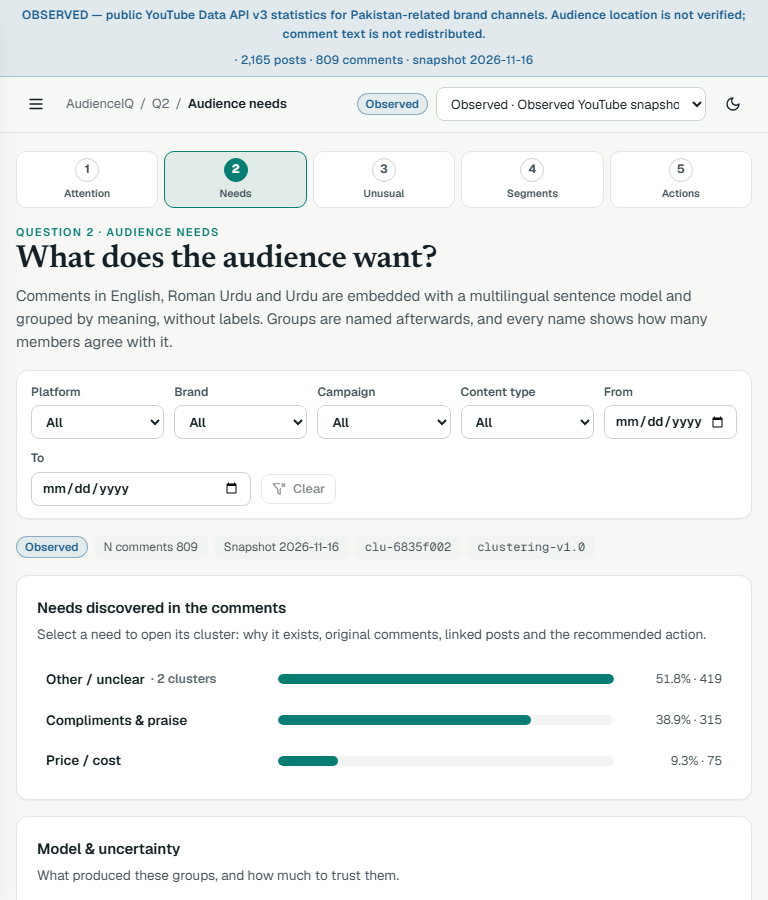 OBSERVED — public YouTube Data API v3 statistics for Pakistan-related brand channels. Audience location is not verified;
comment text is not redistributed.
· 2,165 posts · 809 comments · snapshot 2026-11-16
AudienceIQ / Q2 / Audience needs
Observed
Observed · Observed YouTube snapsho
1
Attention
2
Needs
3
Unusual
4
Segments
5
Actions
QUESTION 2 · AUDIENCE NEEDS
What does the audience want?
Comments in English, Roman Urdu and Urdu are embedded with a multilingual sentence model and
grouped by meaning, without labels. Groups are named afterwards, and every name shows how many
members agree with it.
Platform Brand Campaign Content type From
All All All All mm/dd/yyyy
To
mm/dd/yyyy Clear
Observed N comments 809 Snapshot 2026-11-16 clu-6835f002 clustering-v1.0
Needs discovered in the comments
Select a need to open its cluster: why it exists, original comments, linked posts and the recommended action.
Other / unclear · 2 clusters 51.8% · 419
Compliments & praise 38.9% · 315
Price / cost 9.3% · 75
Model & uncertainty
What produced these groups, and how much to trust them.